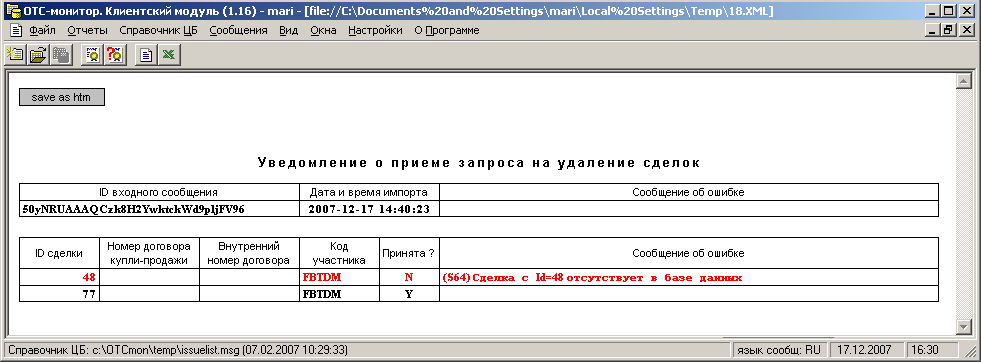 ОТС-монитор. Клиентский модуль (1.16) - mari - [file://C:\Documents%20and%20Settings\mari\Local%20Settings\Temp\18.XML]
Файл Отчеты Справочник ЦБ Сообщения Вид Окна Настройки О Программе
save as htm
Уведомление о приеме запроса на удаление сделок
ID входного сообщения Дата и время импорта Сообщение об ошибке
50yNRUAAAQCzk8H2YwktckWd9pljFV96 2007-12-17 14:40:23
ID сделки Номер договора купли-продажи Внутренний номер договора Код участника Принята ? Сообщение об ошибке
48 FBTDM N (S64) Сделка с Id=48 отсутствует в базе данных
77 FBTDM Y
Справочник ЦБ: c:\OTCmon\temp\issuelist.msg (07.02.2007 10:29:33) язык сообщ: RU 17.12.2007 16:30